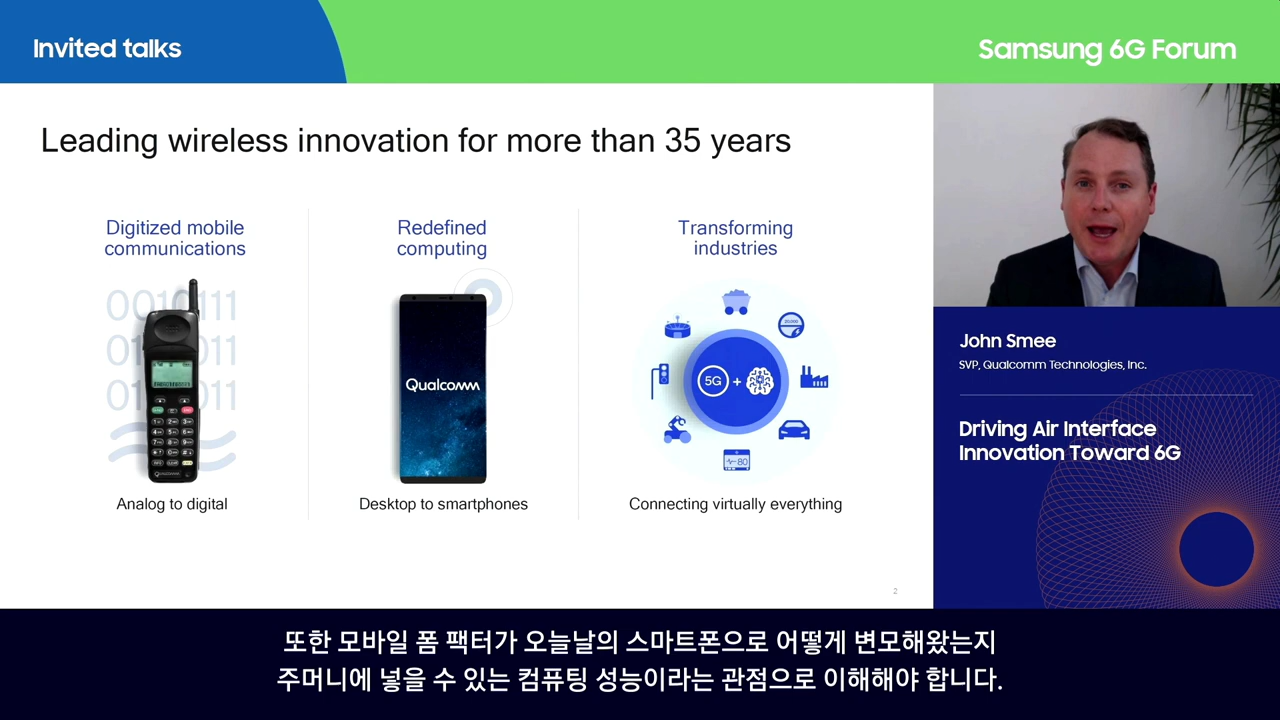 Invited talks
Samsung 6G Forum
Leading wireless innovation for more than 35 years
Digitized mobile
communications
Redefined
computing
Transforming
industries
Qualcomm
QUALCOMM
5G +
80
Analog to digital
Desktop to smartphones
Connecting virtually everything
2
John Smee
SVP, Qualcomm Technologies, Inc.
Driving Air Interface
Innovation Toward 6G
또한 모바일 폼 팩터가 오늘날의 스마트폰으로 어떻게 변모해왔는지
주머니에 넣을 수 있는 컴퓨팅 성능이라는 관점으로 이해해야 합니다.